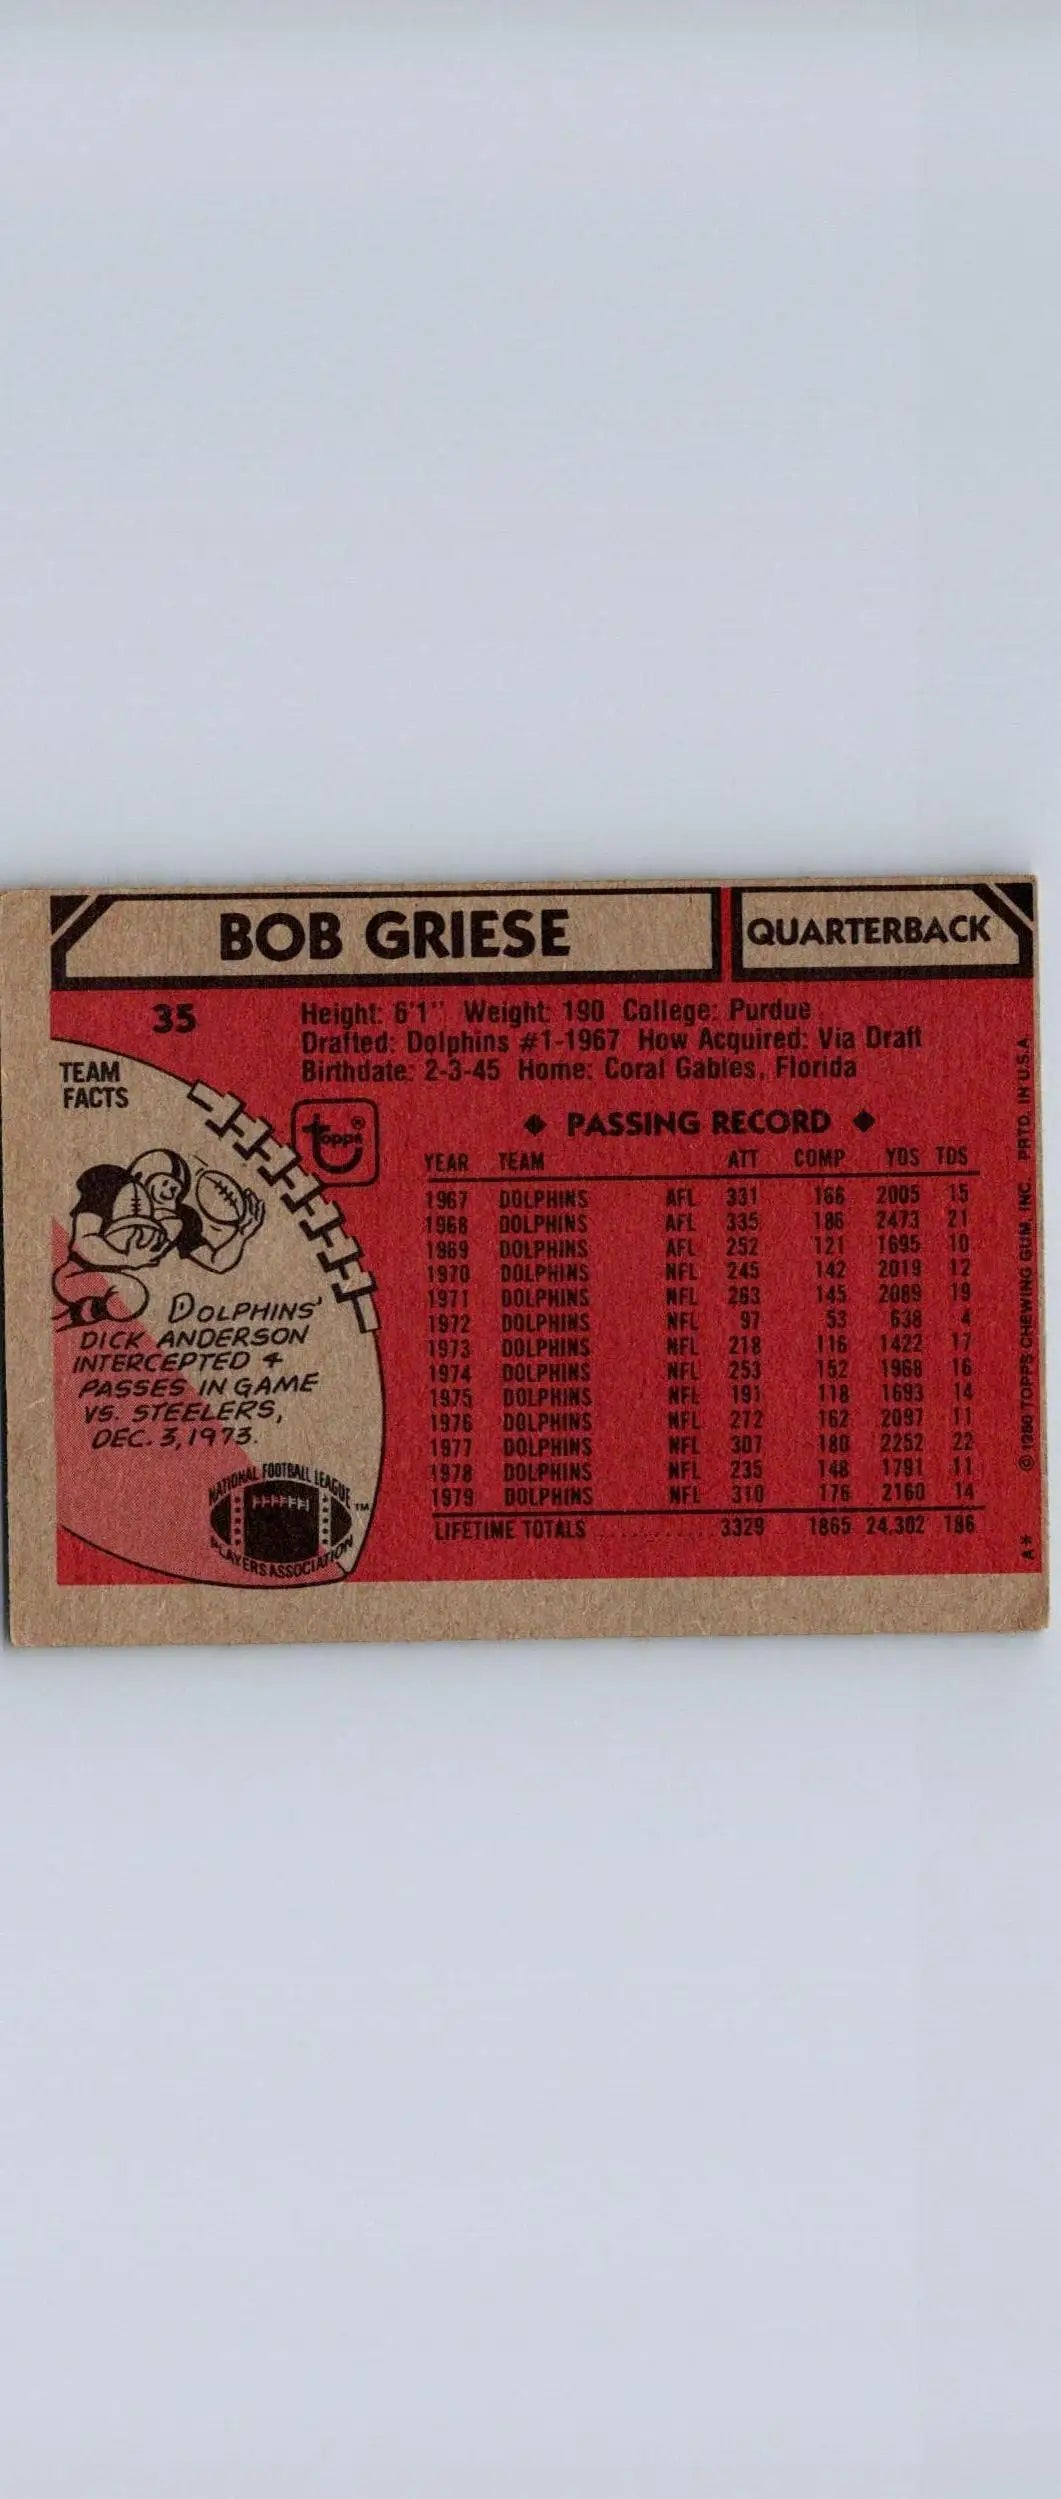 BOB GRIESE
QUARTERBACK
35
Height: 6'1" Weight: 190 College: Purdue
Drafted: Dolphins #1-1967 How Acquired: Via Draft
Birthdate: 2-3-45 Home: Coral Gables, Florida
TEAM
FACTS
topps®
DOLPHINS'
DICK ANDERSON
INTERCEPTED 4
PASSES IN GAME
VS. STEELERS,
DEC. 3, 1973.
NATIONAL FOOTBALL LEAGUE ™
PLAYERS ASSOCIATION
PASSING RECORD
YEAR TEAM ATT COMP YDS TDS
1967 DOLPHINS AFL 331 166 2005 15
1968 DOLPHINS AFL 335 186 2473 21
1969 DOLPHINS AFL 252 121 1695 10
1970 DOLPHINS NFL 245 142 2019 12
1971 DOLPHINS NFL 263 145 2089 19
1972 DOLPHINS NFL 97 53 638 4
1973 DOLPHINS NFL 218 116 1422 17
1974 DOLPHINS NFL 253 152 1968 16
1975 DOLPHINS NFL 191 118 1693 14
1976 DOLPHINS NFL 272 162 2097 11
1977 DOLPHINS NFL 307 180 2252 22
1978 DOLPHINS NFL 235 148 1791 11
1979 DOLPHINS NFL 310 176 2160 14
LIFETIME TOTALS ............ 3329 1865 24,302 186
© 1980 TOPPS CHEWING GUM, INC. PRTD. IN U.S.A.
A*